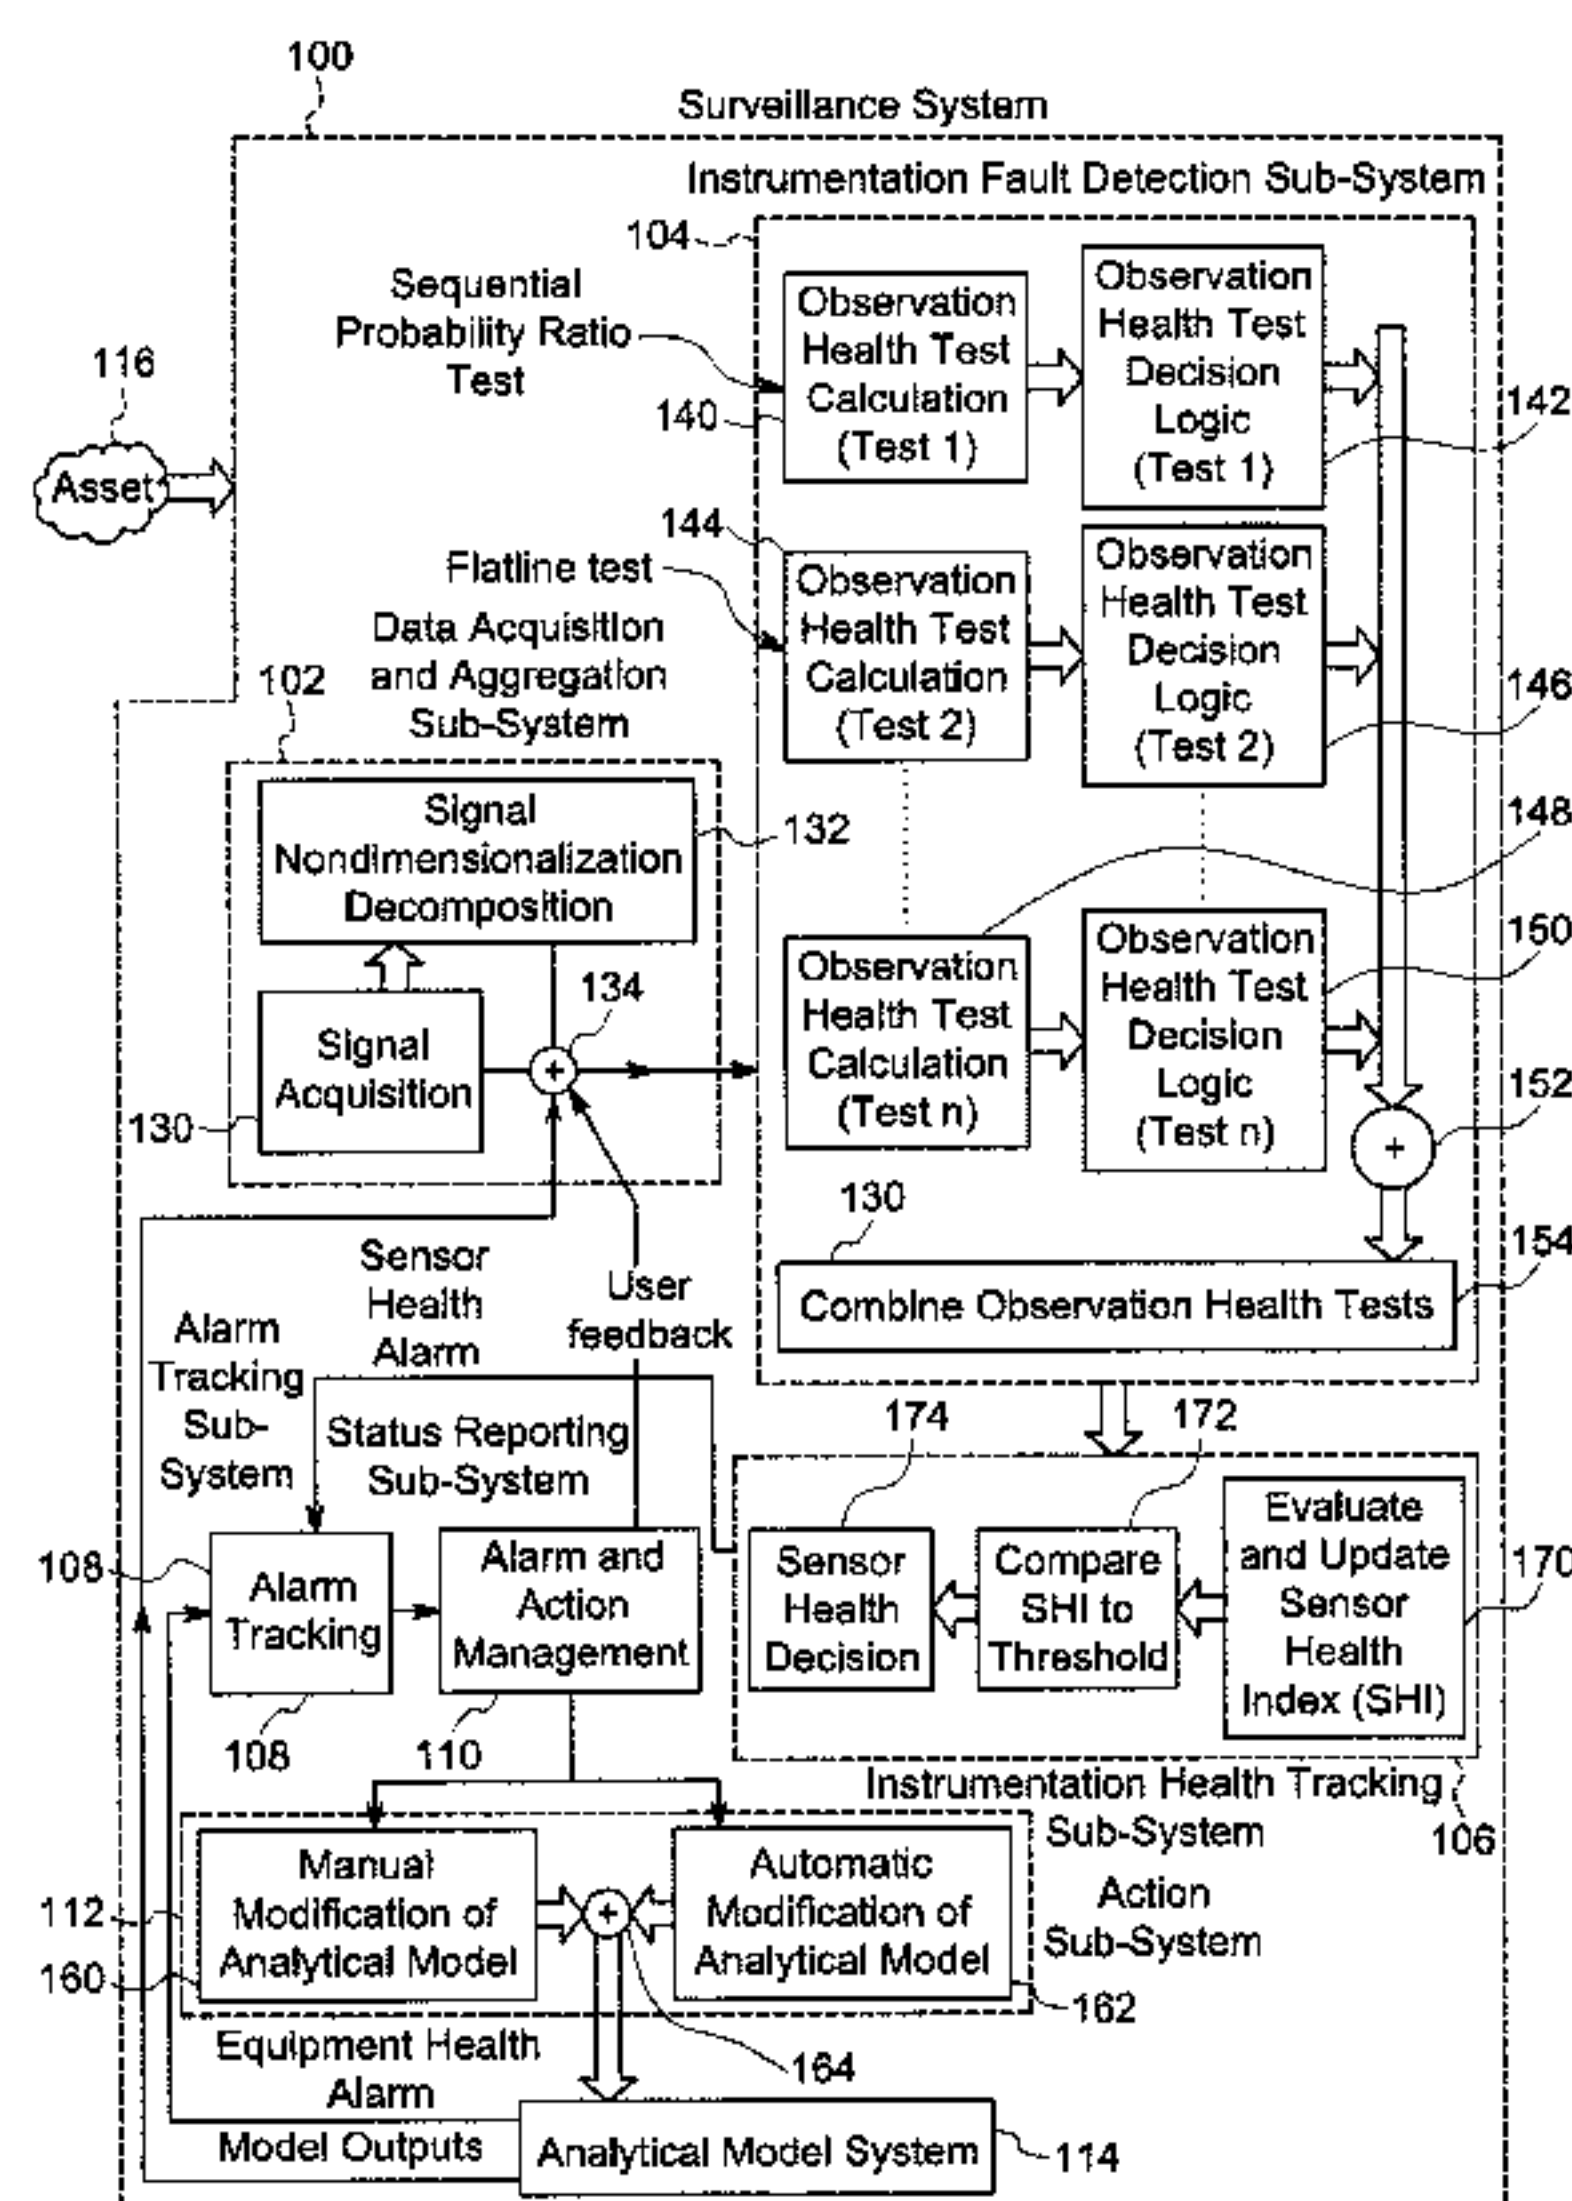 100
Surveillance System
Instrumentation Fault Detection Sub-System
104
Sequential
Probability Ratio
Test
Observation
Health Test
Calculation
(Test 1)
140
Observation
Health Test
Decision
Logic
(Test 1)
142
116
Asset
144
Flatline test
Observation
Health Test
Calculation
(Test 2)
Observation
Health Test
Decision
Logic
(Test 2)
146
Data Acquisition
and Aggregation
Sub-System
102
Signal
Nondimensionalization
Decomposition
132
148
Signal
Acquisition
130
134
Observation
Health Test
Calculation
(Test n)
Observation
Health Test
Decision
Logic
(Test n)
150
+
+
152
130
Combine Observation Health Tests
154
Sensor
Health
Alarm
User
feedback
Alarm
Tracking
Sub-
System
Status Reporting
Sub-System
174
172
108
Alarm
Tracking
108
Alarm and
Action
Management
110
Sensor
Health
Decision
Compare
SHI to
Threshold
Evaluate
and Update
Sensor
Health
Index (SHI)
170
Instrumentation Health Tracking
Sub-System
106
Manual
Modification of
Analytical Model
+
Automatic
Modification of
Analytical Model
Action
Sub-System
112
160
162
164
Equipment Health
Alarm
Model Outputs
Analytical Model System
114